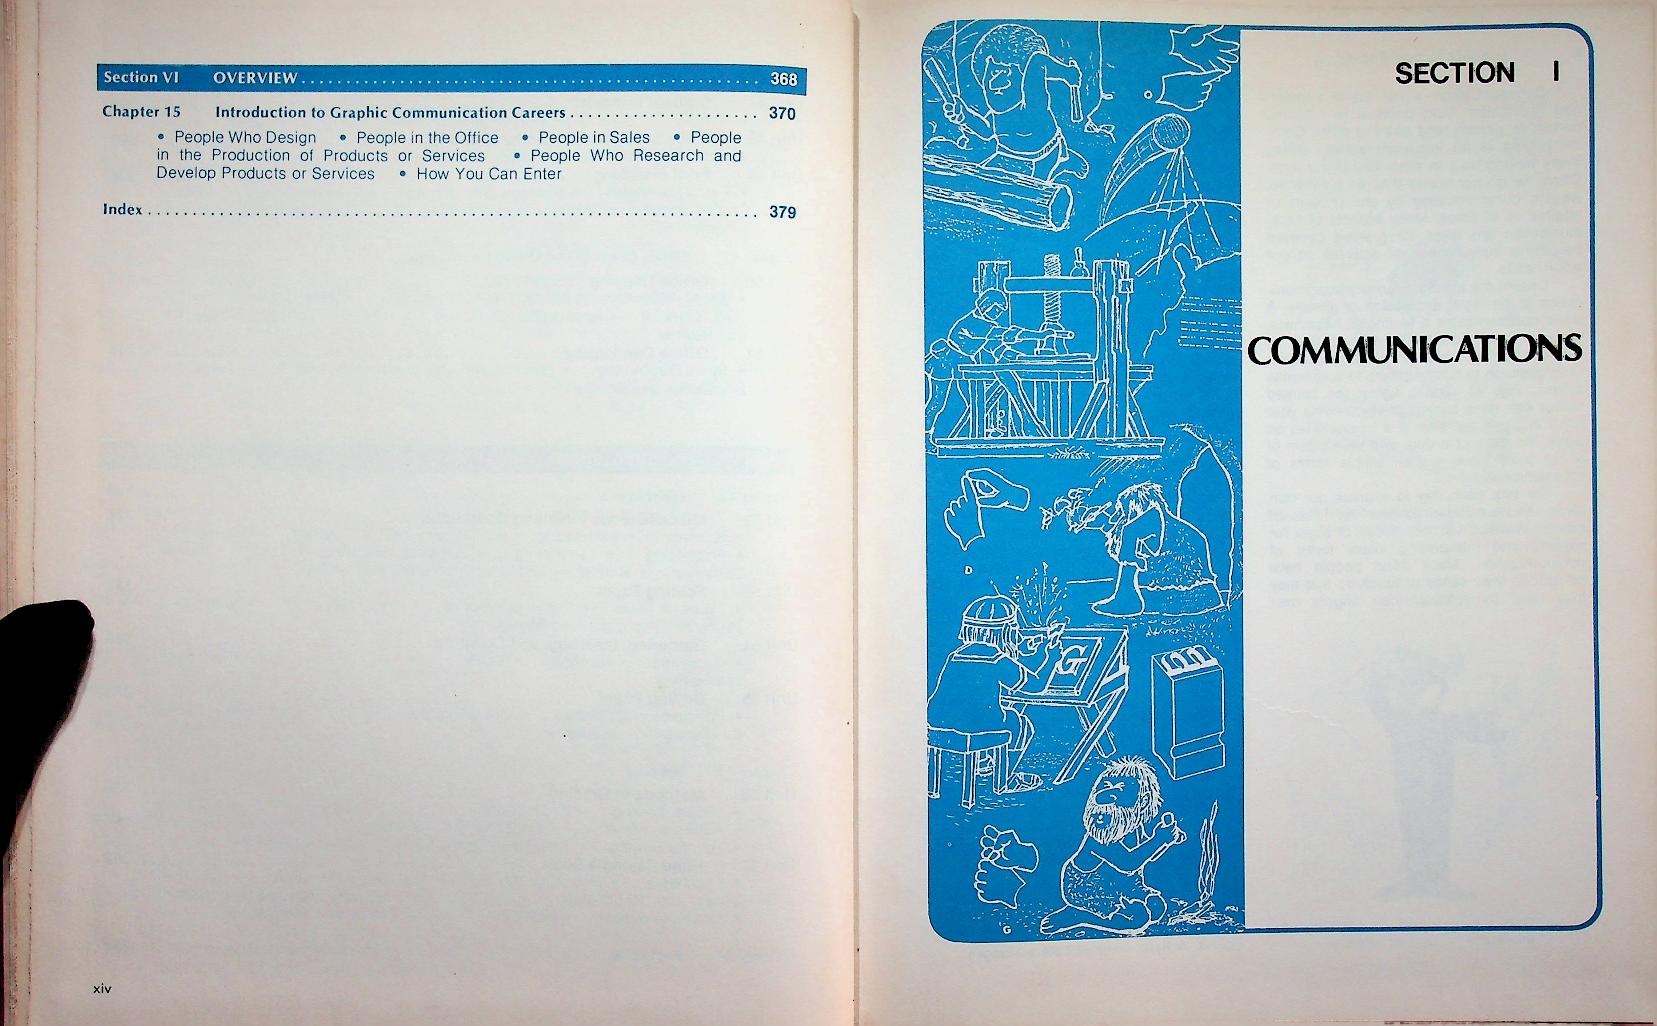 Section VI OVERVIEW........................................................... 368
Chapter 15 Introduction to Graphic Communication Careers..................... 370
• People Who Design • People in the Office • People in Sales • People
in the Production of Products or Services • People Who Research and
Develop Products or Services • How You Can Enter
Index..................................................................... 379
xiv
SECTION I
COMMUNICATIONS
O
D
G
G